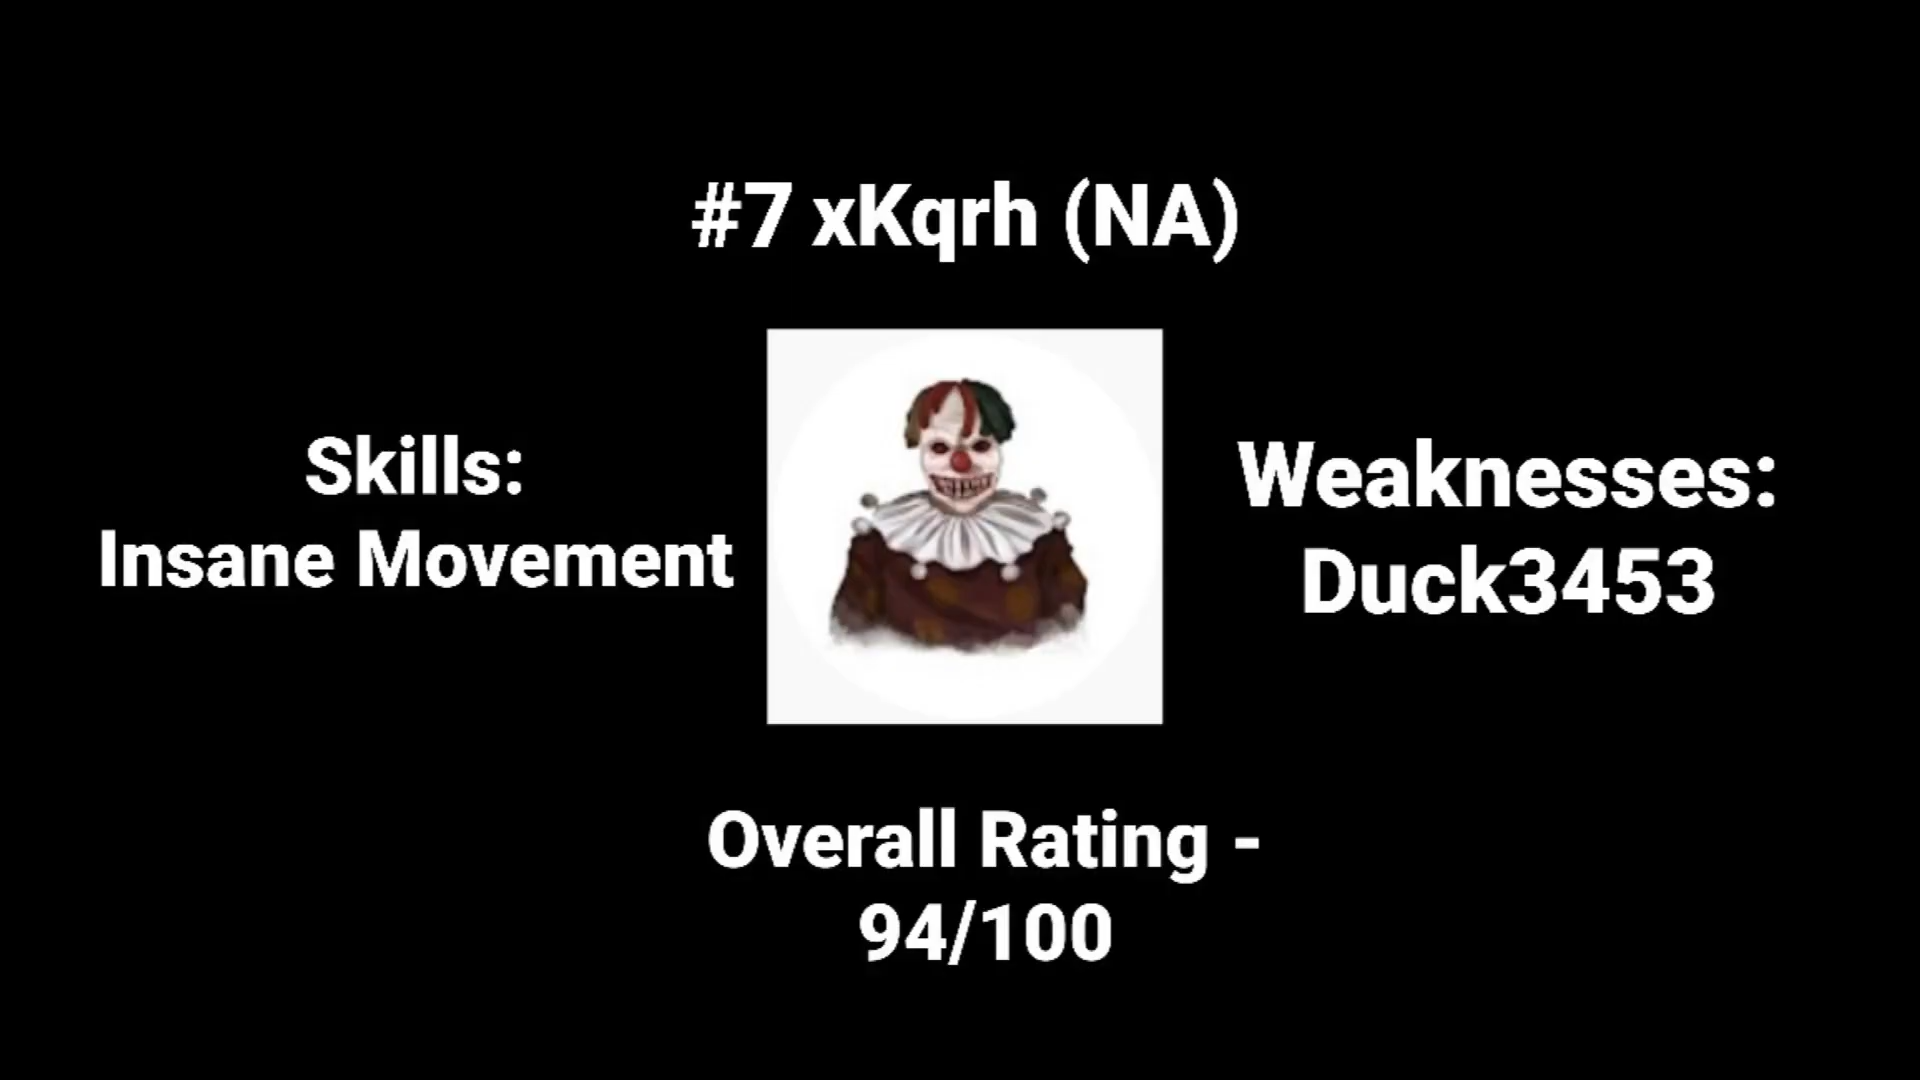 #7 xKqrh (NA)
Skills:
Insane Movement
Weaknesses:
Duck3453
Overall Rating -
94/100